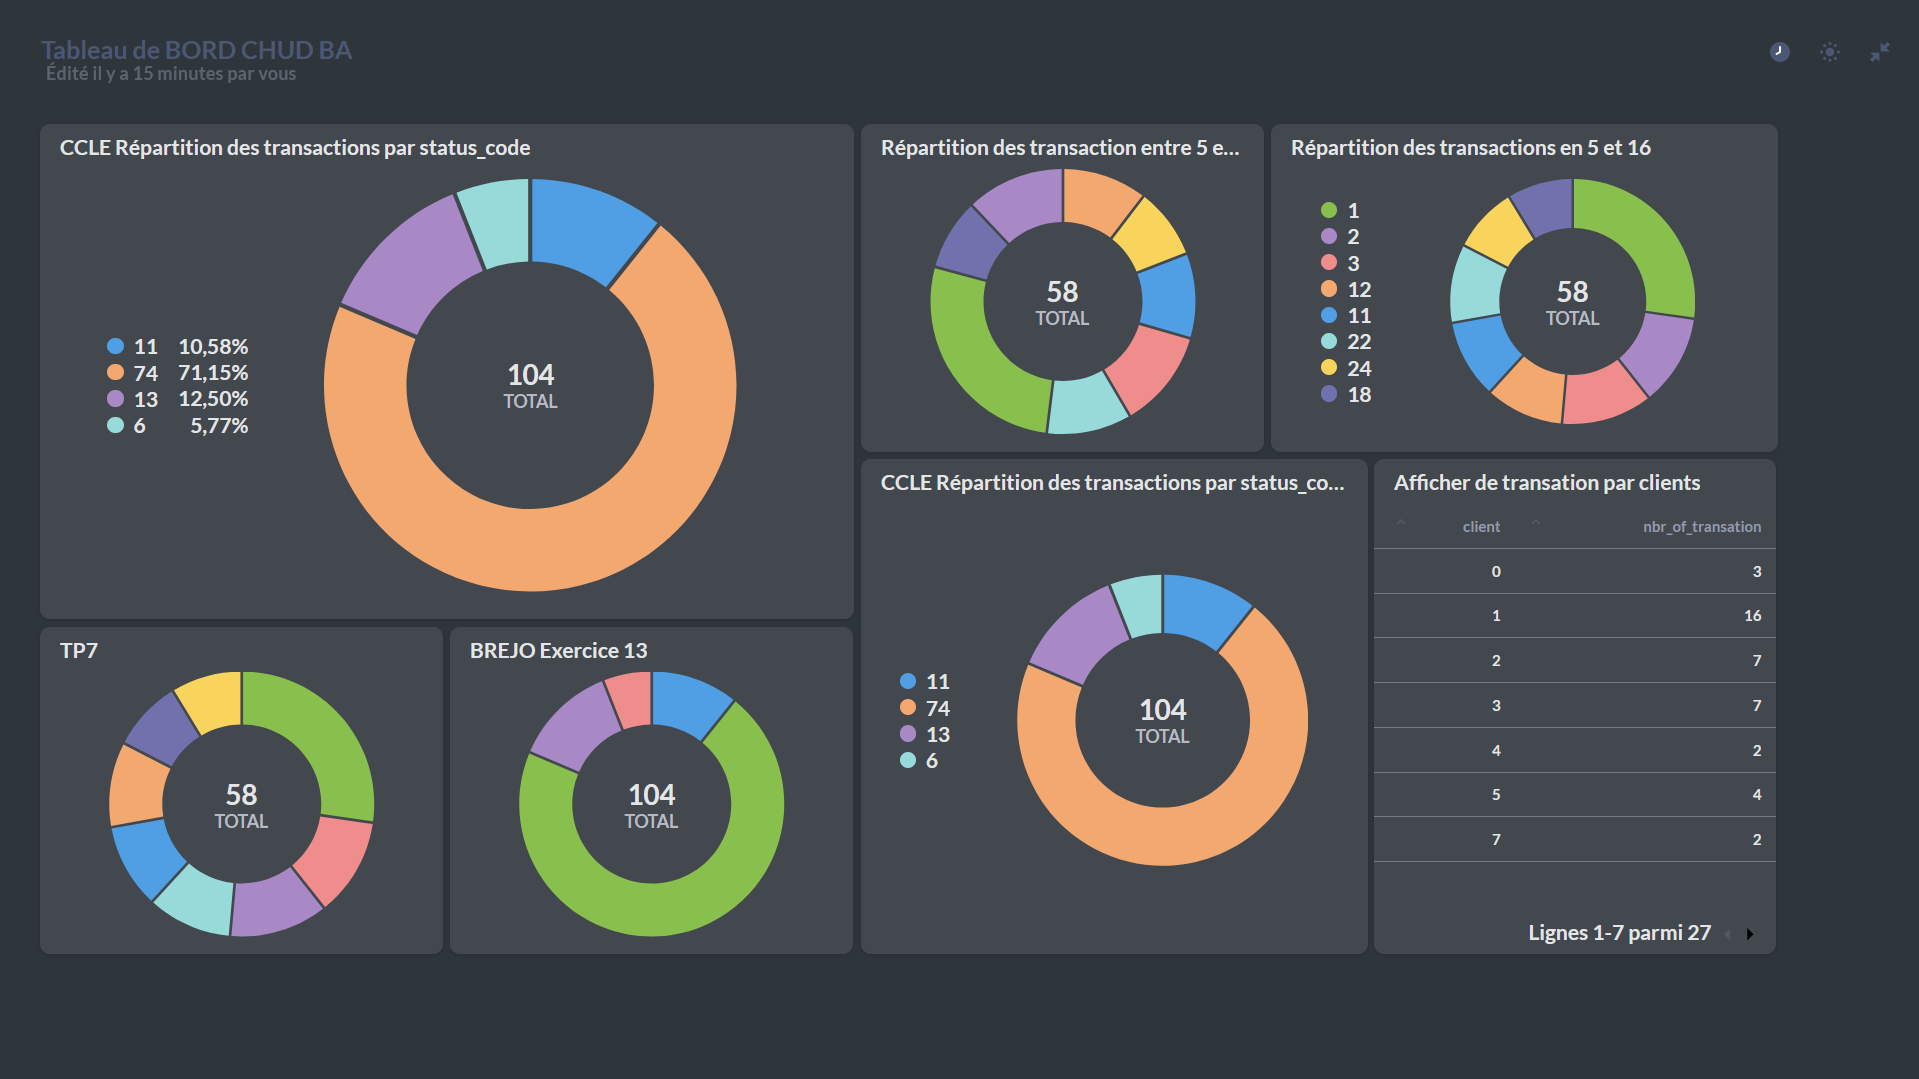 Tableau de BORD CHUD BA
Édité il y a 15 minutes par vous
CCLE Répartition des transactions par status_code
11 10,58%
74 71,15%
13 12,50%
6 5,77%
104
TOTAL
Répartition des transaction entre 5 e...
58
TOTAL
Répartition des transactions en 5 et 16
1
2
3
12
11
22
24
18
58
TOTAL
TP7
58
TOTAL
BREJO Exercice 13
104
TOTAL
CCLE Répartition des transactions par status_co...
11
74
13
6
104
TOTAL
Afficher de transation par clients
client nbr_of_transation
0 3
1 16
2 7
3 7
4 2
5 4
7 2
Lignes 1-7 parmi 27